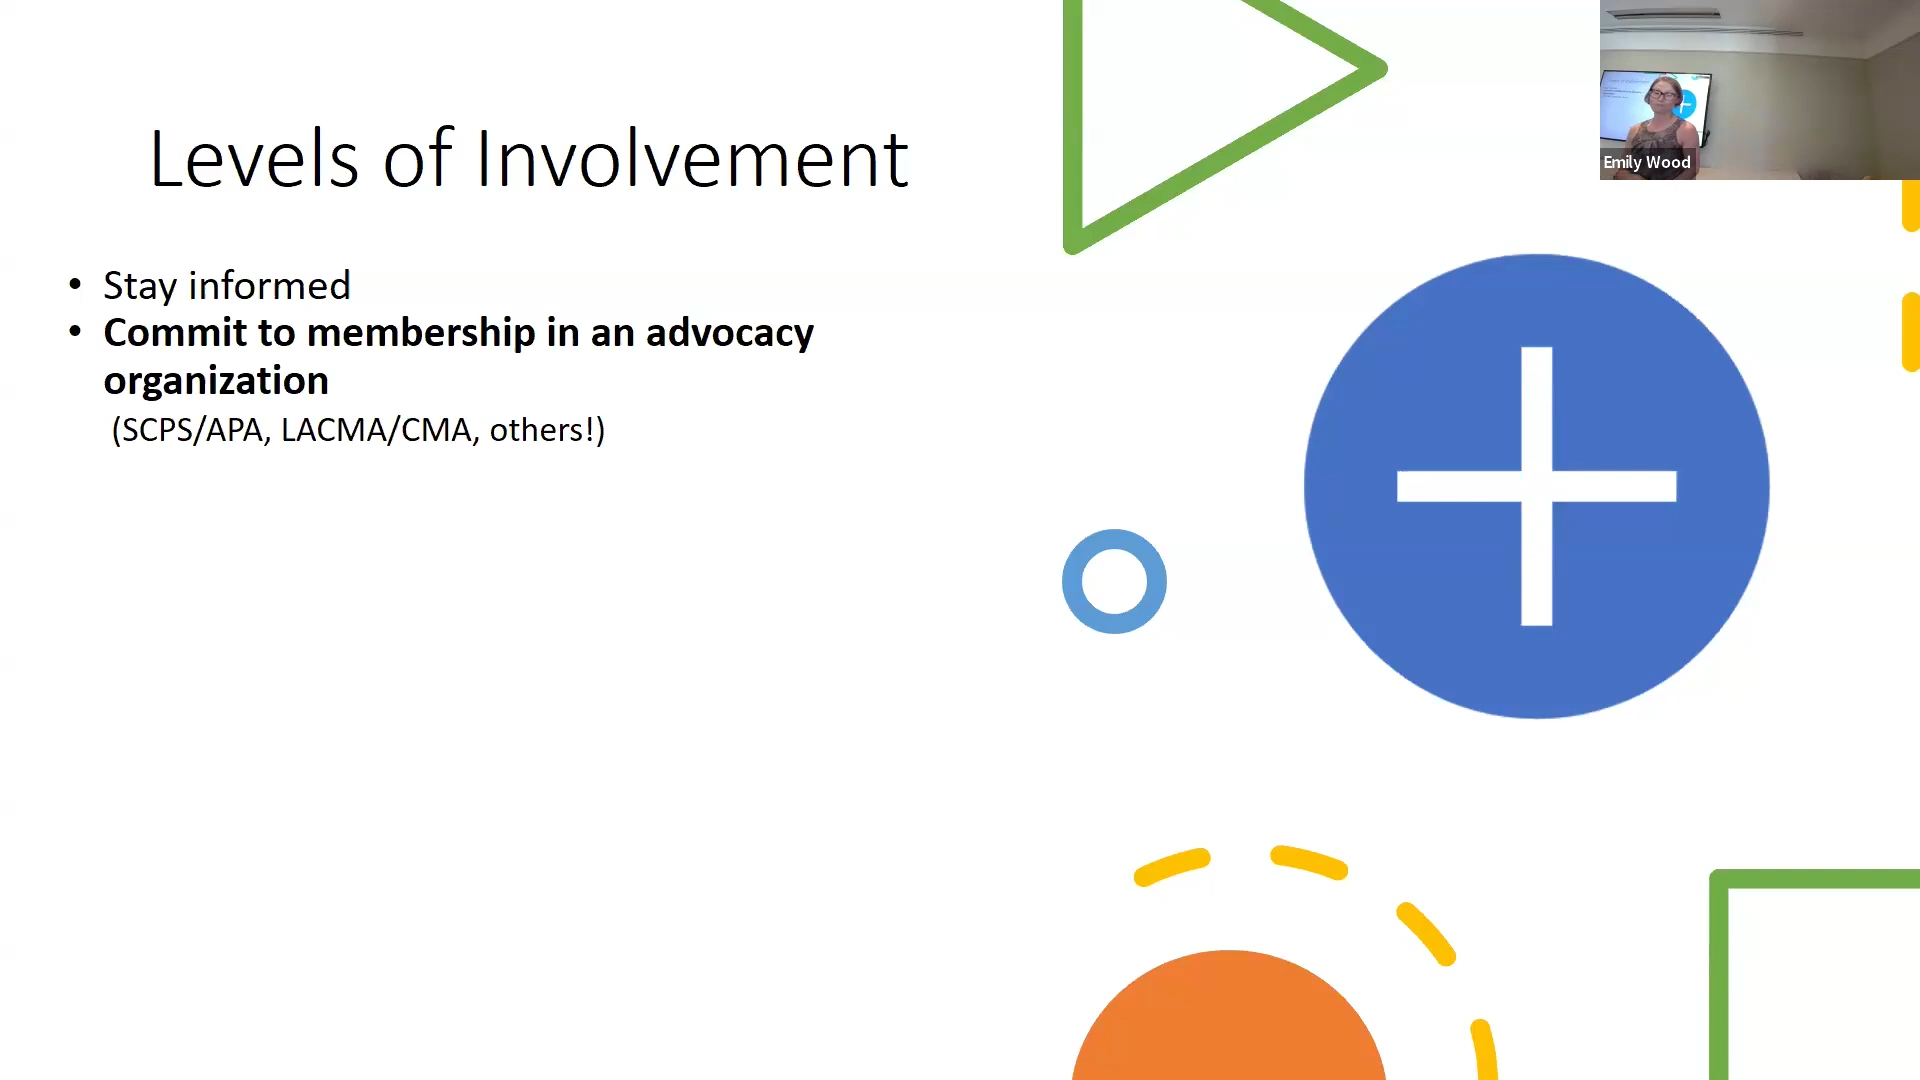 Levels of Involvement
• Stay informed
• Commit to membership in an advocacy
organization
(SCPS/APA, LACMA/CMA, others!)
Emily Wood